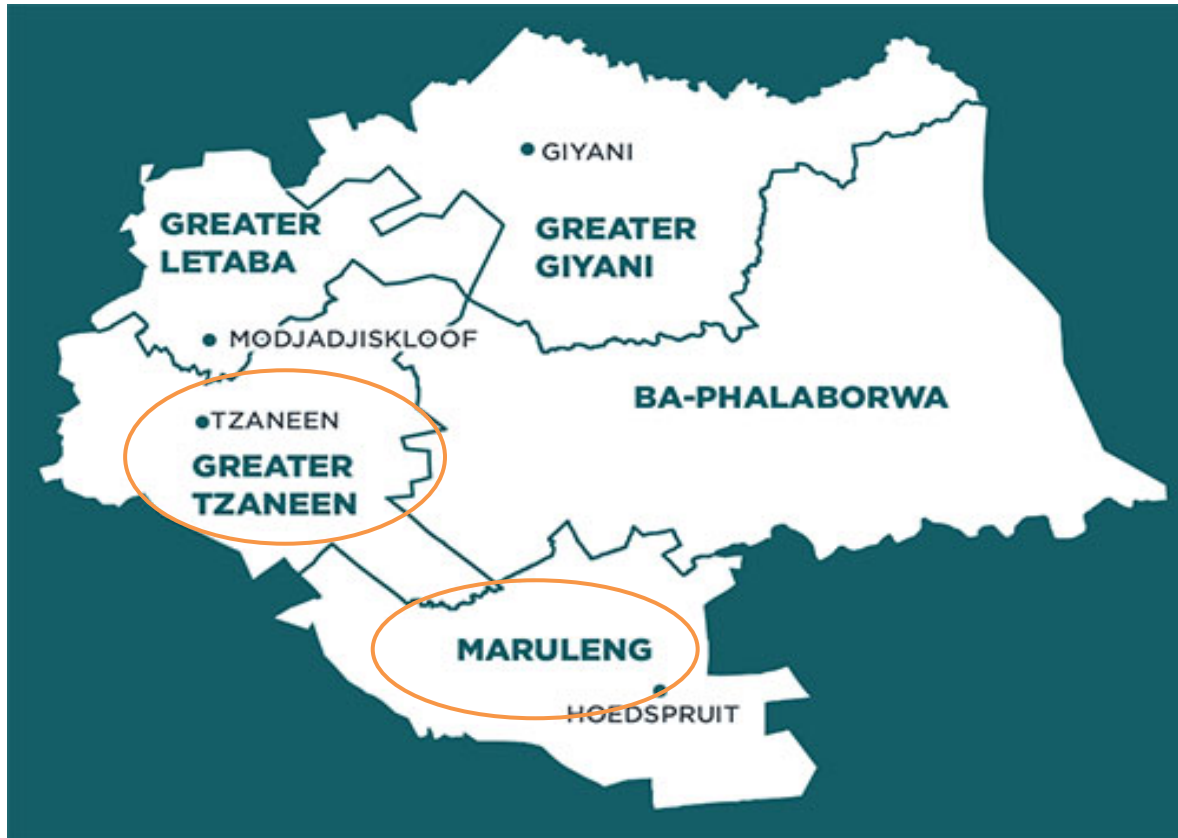 GIYANI
GREATER
LETABA
GREATER
GIYANI
MODJADJISKLOOF
BA-PHALABORWA
TZANEEN
GREATER
TZANEEN
MARULENG
HOEDSPRUIT